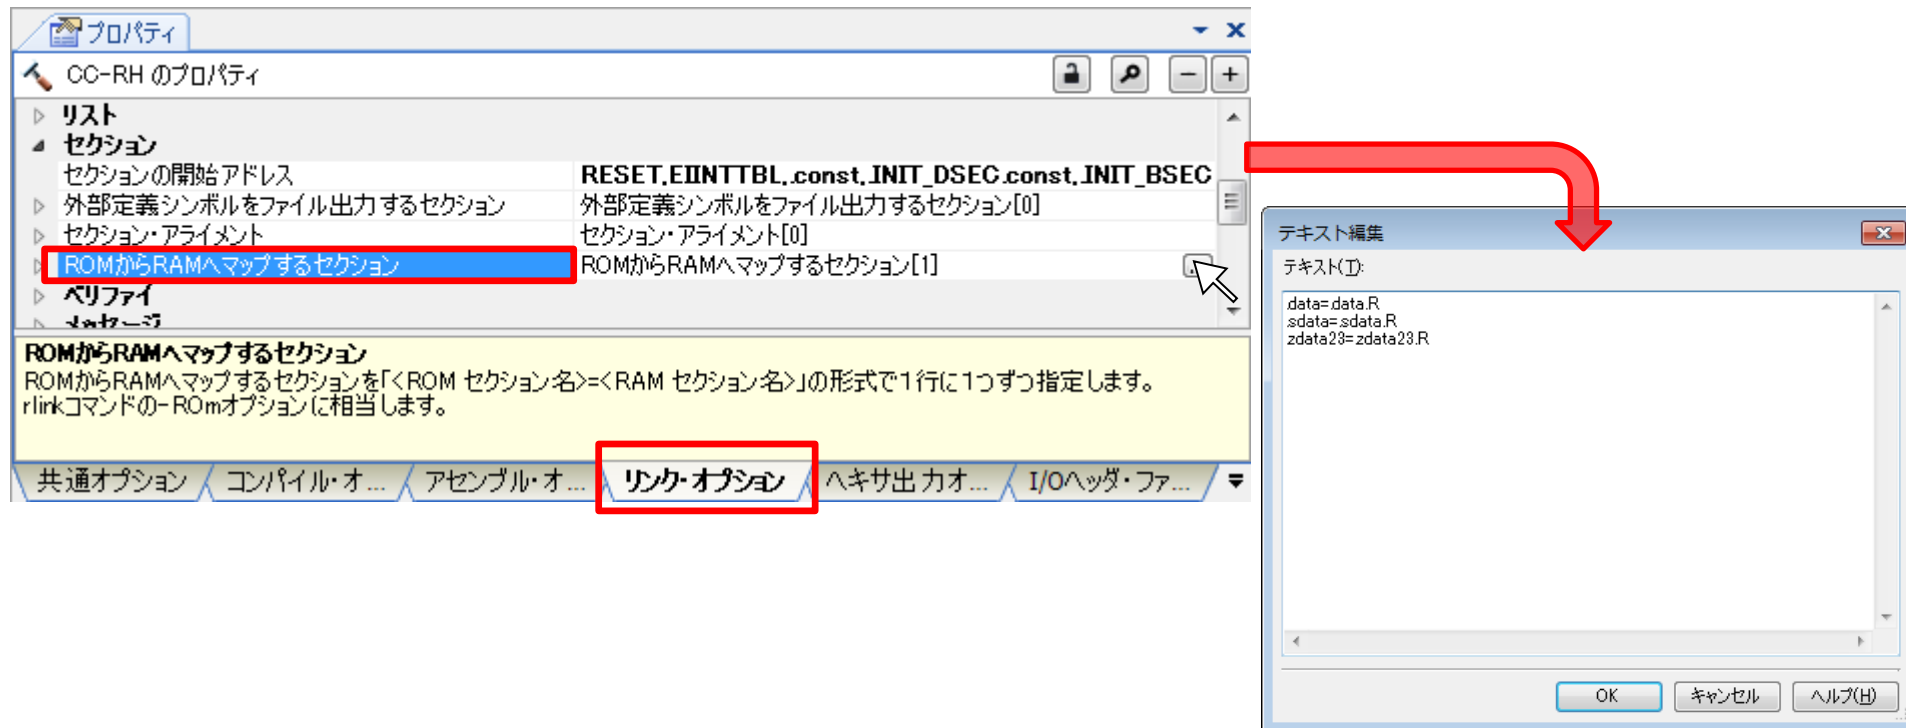 プロパティ
CC-RH のプロパティ
リスト
セクション
セクションの開始アドレス RESET,EIINTTBL,.const,.INIT_DSEC.const,.INIT_BSEC
外部定義シンボルをファイル出力するセクション 外部定義シンボルをファイル出力するセクション[0]
セクション・アライメント セクション・アライメント[0]
ROMからRAMへマップするセクション ROMからRAMへマップするセクション[1]
ベリファイ
メッセージ
ROMからRAMへマップするセクション
ROMからRAMへマップするセクションを「<ROM セクション名>=<RAM セクション名>」の形式で1行に1つずつ指定します。
rlinkコマンドの-ROmオプションに相当します。
共通オプション コンパイル・オ... アセンブル・オ... リンク・オプション ヘキサ出力オ... I/Oヘッダ・ファ...
テキスト編集
テキスト(T):
.data=.data.R
.sdata=.sdata.R
zdata23=zdata23.R
OK キャンセル ヘルプ(H)